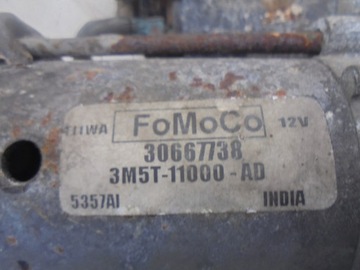 FoMoCo 12V
30667738
3M5T-11000-AD
5357AI INDIA